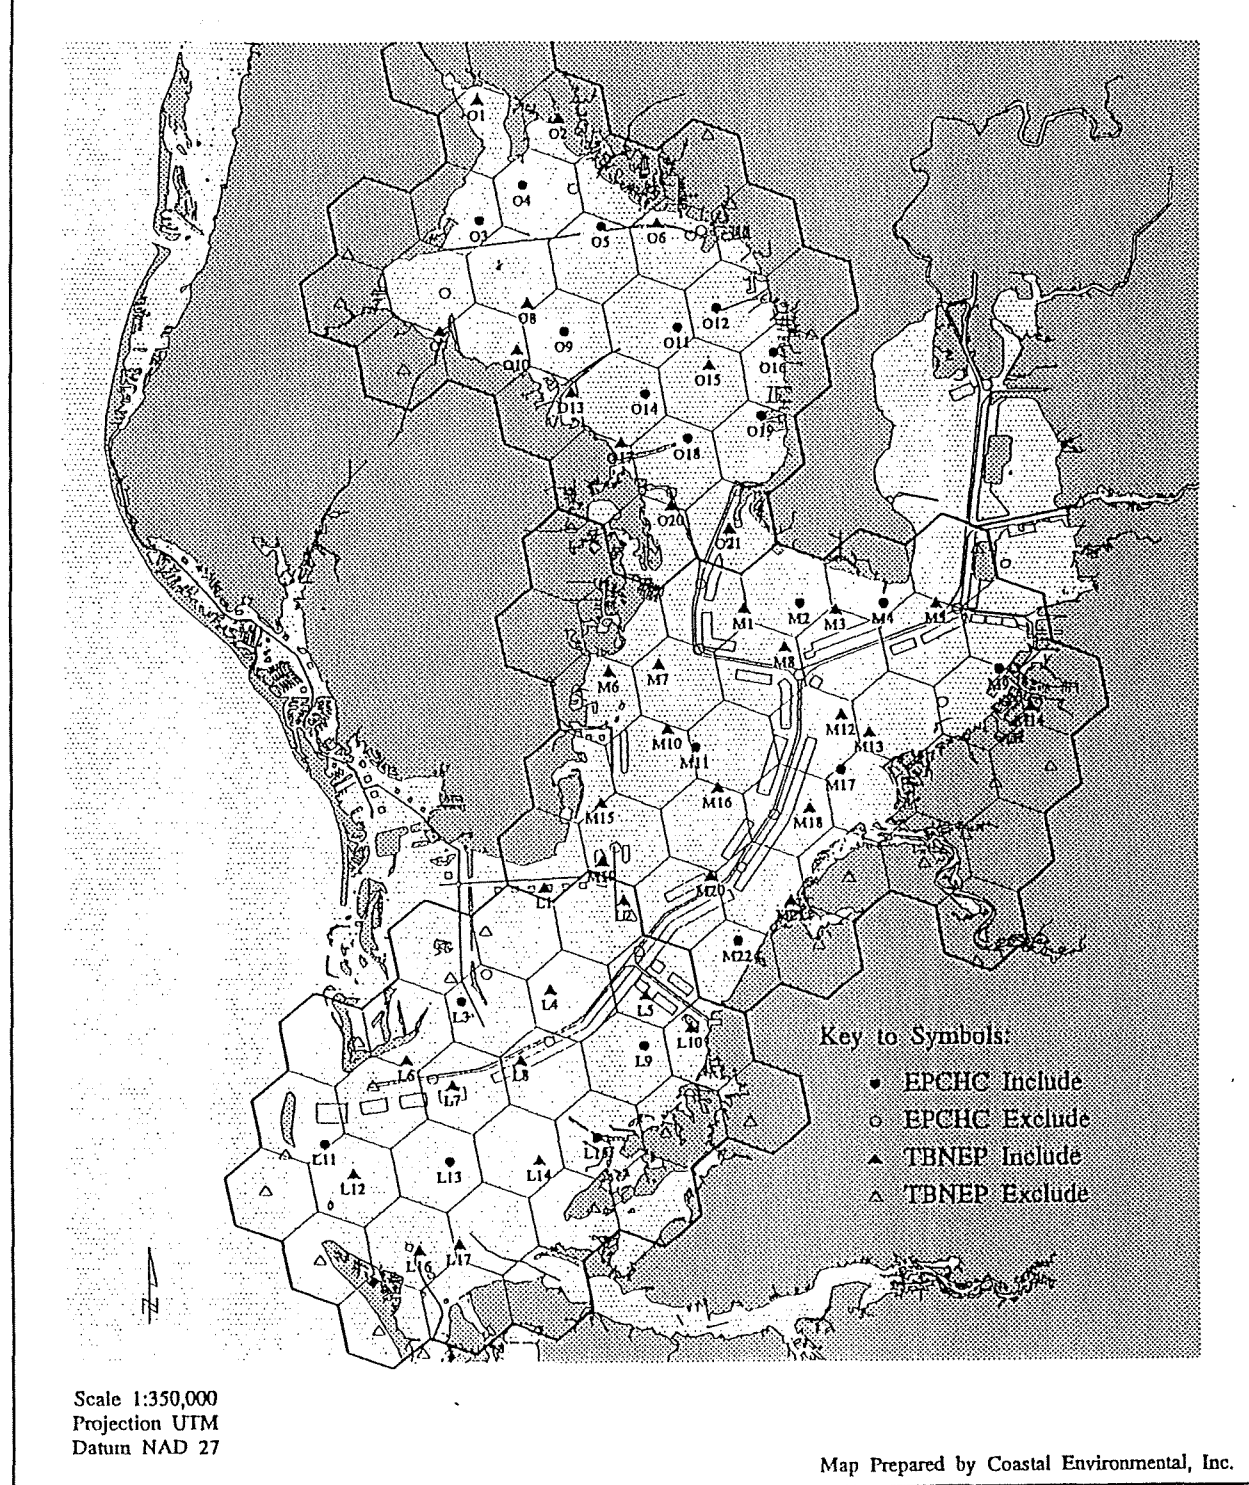 O1
O2
O4
O3
O5
O6
O8
O12
O9
O11
O10
O15
O16
D13
O14
O19
O17
O18
O20
O21
M1
M2
M3
M4
M5
M8
M6
M7
M9
M14
M12
M10
M13
M11
M17
M16
M15
M18
M19
M20
L1
L2
M21
M22
L4
L3
L5
L10
Key to Symbols:
L9
L6
L8
EPCHC Include
L7
EPCHC Exclude
L11
L15
TBNEP Include
L12
L13
L14
TBNEP Exclude
L16
L17
N
Scale 1:350,000
Projection UTM
Datum NAD 27
Map Prepared by Coastal Environmental, Inc.